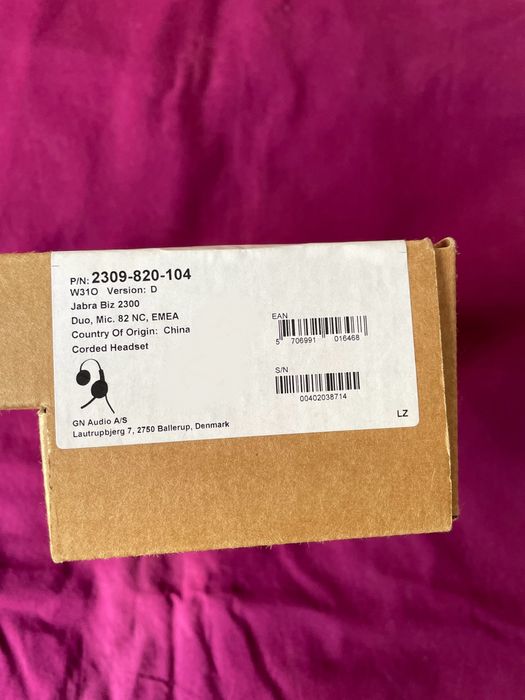 P/N: 2309-820-104
W31O Version: D
Jabra Biz 2300
Duo, Mic. 82 NC, EMEA
Country Of Origin: China
Corded Headset
GN Audio A/S
Lautrupbjerg 7, 2750 Ballerup, Denmark
EAN
5 706991 016468
S/N
00402038714
LZ